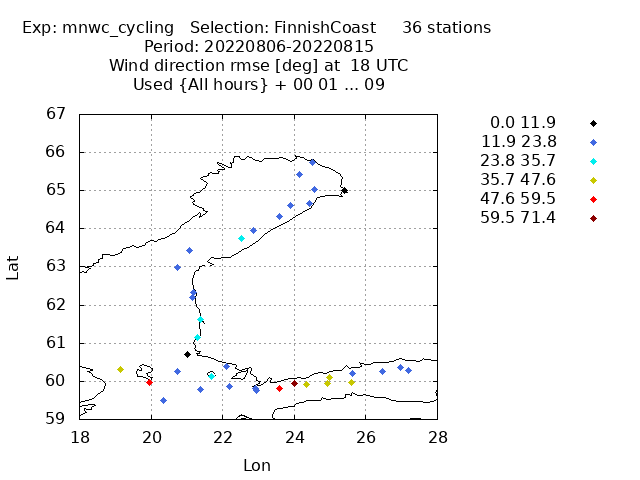 Exp: mnwc_cycling   Selection: FinnishCoast     36 stations
Period: 20220806-20220815
Wind direction rmse [deg] at  18 UTC
Used {All hours} + 00 01 ... 09
67
66
65
64
63
62
61
60
59
Lat
18 20 22 24 26 28
Lon
0.0 11.9
11.9 23.8
23.8 35.7
35.7 47.6
47.6 59.5
59.5 71.4